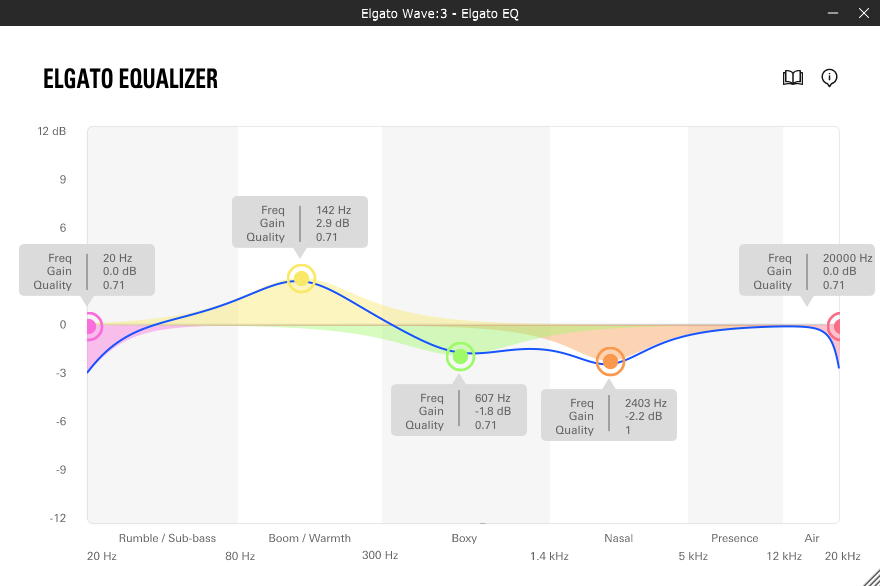 Elgato Wave:3 - Elgato EQ
ELGATO EQUALIZER
12 dB
9
6
0
-3
-6
-9
-12
Freq 142 Hz
Gain 2.9 dB
Quality 0.71
Freq 20 Hz
Gain 0.0 dB
Quality 0.71
Freq 20000 Hz
Gain 0.0 dB
Quality 0.71
Freq 607 Hz
Gain -1.8 dB
Quality 0.71
Freq 2403 Hz
Gain -2.2 dB
Quality 1
Rumble / Sub-bass Boom / Warmth Boxy Nasal Presence Air
20 Hz 80 Hz 300 Hz 1.4 kHz 5 kHz 12 kHz 20 kHz